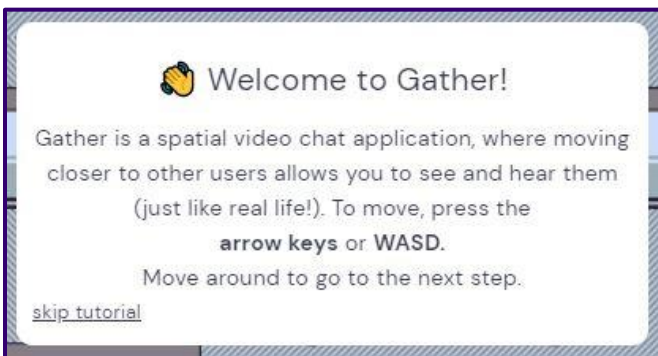 👋 Welcome to Gather!
Gather is a spatial video chat application, where moving
closer to other users allows you to see and hear them
(just like real life!). To move, press the
arrow keys or WASD.
Move around to go to the next step.
skip tutorial